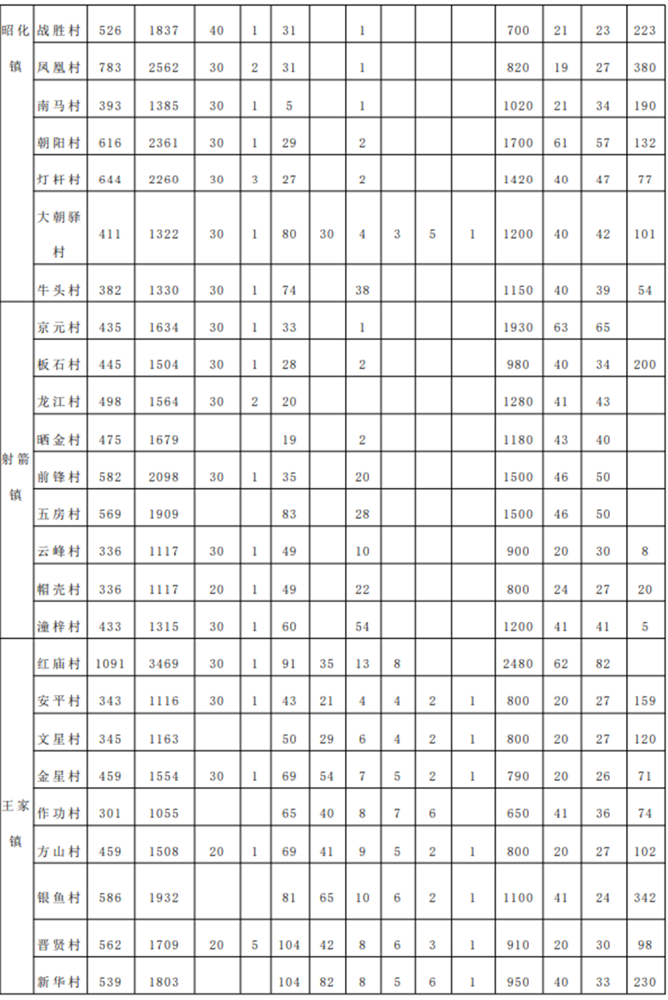 昭化镇 战胜村 526 1837 40 1 31 1 700 21 23 223
凤凰村 783 2562 30 2 31 1 820 19 27 380
南马村 393 1385 30 1 5 1 1020 21 34 190
朝阳村 616 2361 30 1 29 2 1700 61 57 132
灯杆村 644 2260 30 3 27 2 1420 40 47 77
大朝驿村 411 1322 30 1 80 30 4 3 5 1 1200 40 42 101
牛头村 382 1330 30 1 74 38 1150 40 39 54
射箭镇 京元村 435 1634 30 1 33 1 1930 63 65
板石村 445 1504 30 1 28 2 980 40 34 200
龙江村 498 1564 30 2 20 1280 41 43
晒金村 475 1679 19 2 1180 43 40
前锋村 582 2098 30 1 35 20 1500 46 50
五房村 569 1909 83 28 1500 46 50
云峰村 336 1117 30 1 49 10 900 20 30 8
帽壳村 336 1117 20 1 49 22 800 24 27 20
潼梓村 433 1315 30 1 60 54 1200 41 41 5
王家镇 红庙村 1091 3469 30 1 91 35 13 8 2480 62 82
安平村 343 1116 30 1 43 21 4 4 2 1 800 20 27 159
文星村 345 1163 50 29 6 4 2 1 800 20 27 120
金星村 459 1554 30 1 69 54 7 5 2 1 790 20 26 71
作功村 301 1055 65 40 8 7 6 650 41 36 74
方山村 459 1508 20 1 69 41 9 5 2 1 800 20 27 102
银鱼村 586 1932 81 65 10 6 2 1 1100 41 24 342
晋贤村 562 1709 20 5 104 42 8 6 3 1 910 20 30 98
新华村 539 1803 104 82 8 5 6 1 950 40 33 230